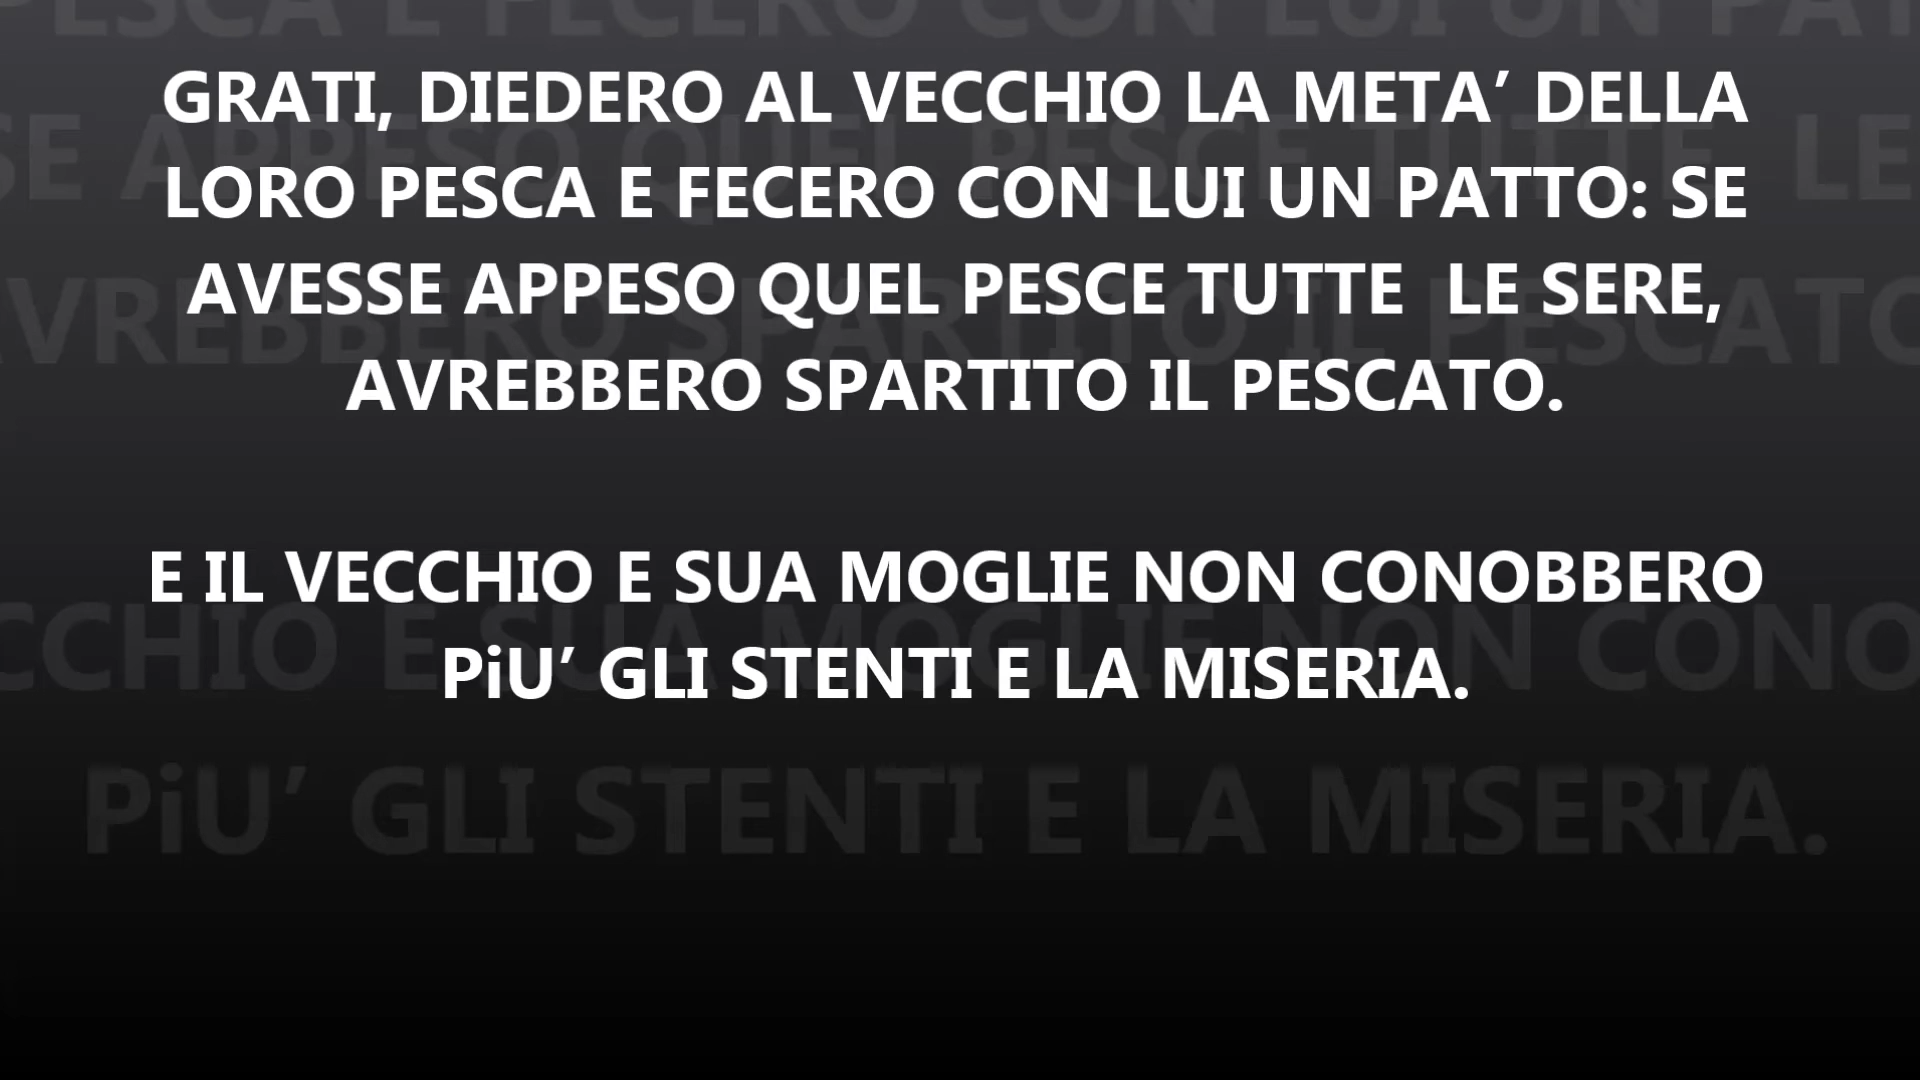 GRATI, DIEDERO AL VECCHIO LA META’ DELLA
LORO PESCA E FECERO CON LUI UN PATTO: SE
AVESSE APPESO QUEL PESCE TUTTE  LE SERE,
AVREBBERO SPARTITO IL PESCATO.
E IL VECCHIO E SUA MOGLIE NON CONOBBERO
PiU’ GLI STENTI E LA MISERIA.